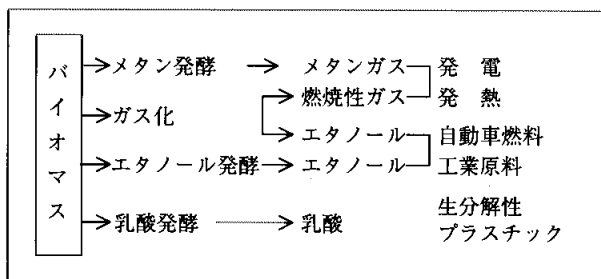 バイオマス
メタン発酵 メタンガス 発電
燃焼性ガス 発熱
ガス化
エタノール 自動車燃料
エタノール発酵 エタノール 工業原料
乳酸発酵 乳酸 生分解性
プラスチック